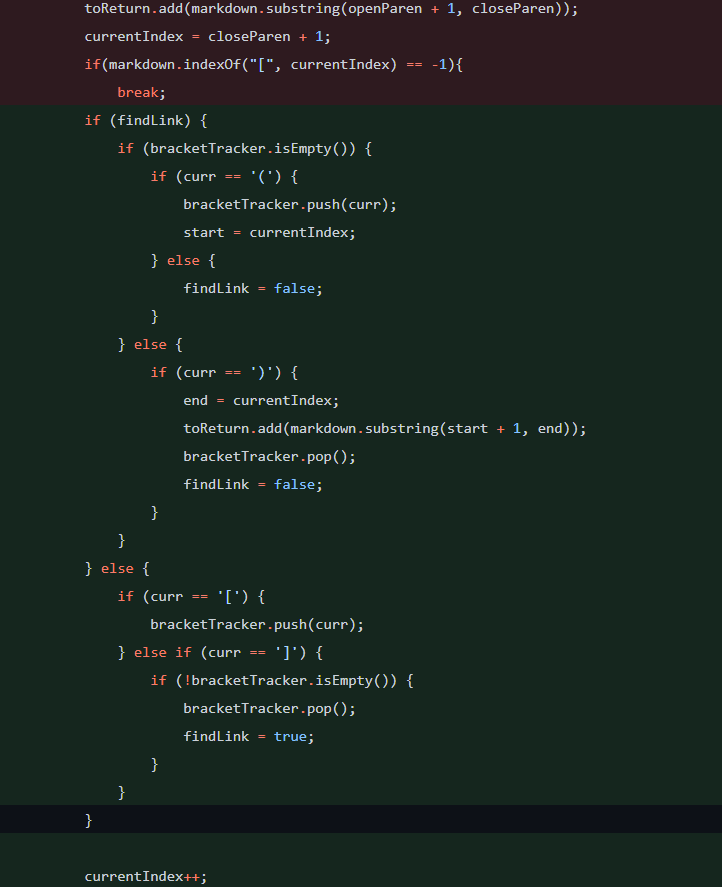 toReturn.add(markdown.substring(openParen + 1, closeParen));
currentIndex = closeParen + 1;
if(markdown.indexOf("[", currentIndex) == -1){
break;
if (findLink) {
if (bracketTracker.isEmpty()) {
if (curr == '(') {
bracketTracker.push(curr);
start = currentIndex;
} else {
findLink = false;
}
} else {
if (curr == ')') {
end = currentIndex;
toReturn.add(markdown.substring(start + 1, end));
bracketTracker.pop();
findLink = false;
}
}
} else {
if (curr == '[') {
bracketTracker.push(curr);
} else if (curr == ']') {
if (!bracketTracker.isEmpty()) {
bracketTracker.pop();
findLink = true;
}
}
}
currentIndex++;